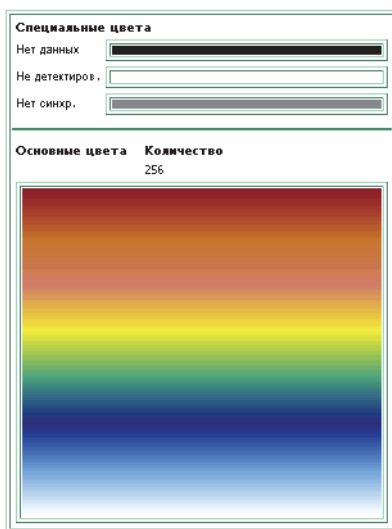 Специальные цвета
Нет данных
Не детектиров.
Нет синхр.
Основные цвета Количество
256